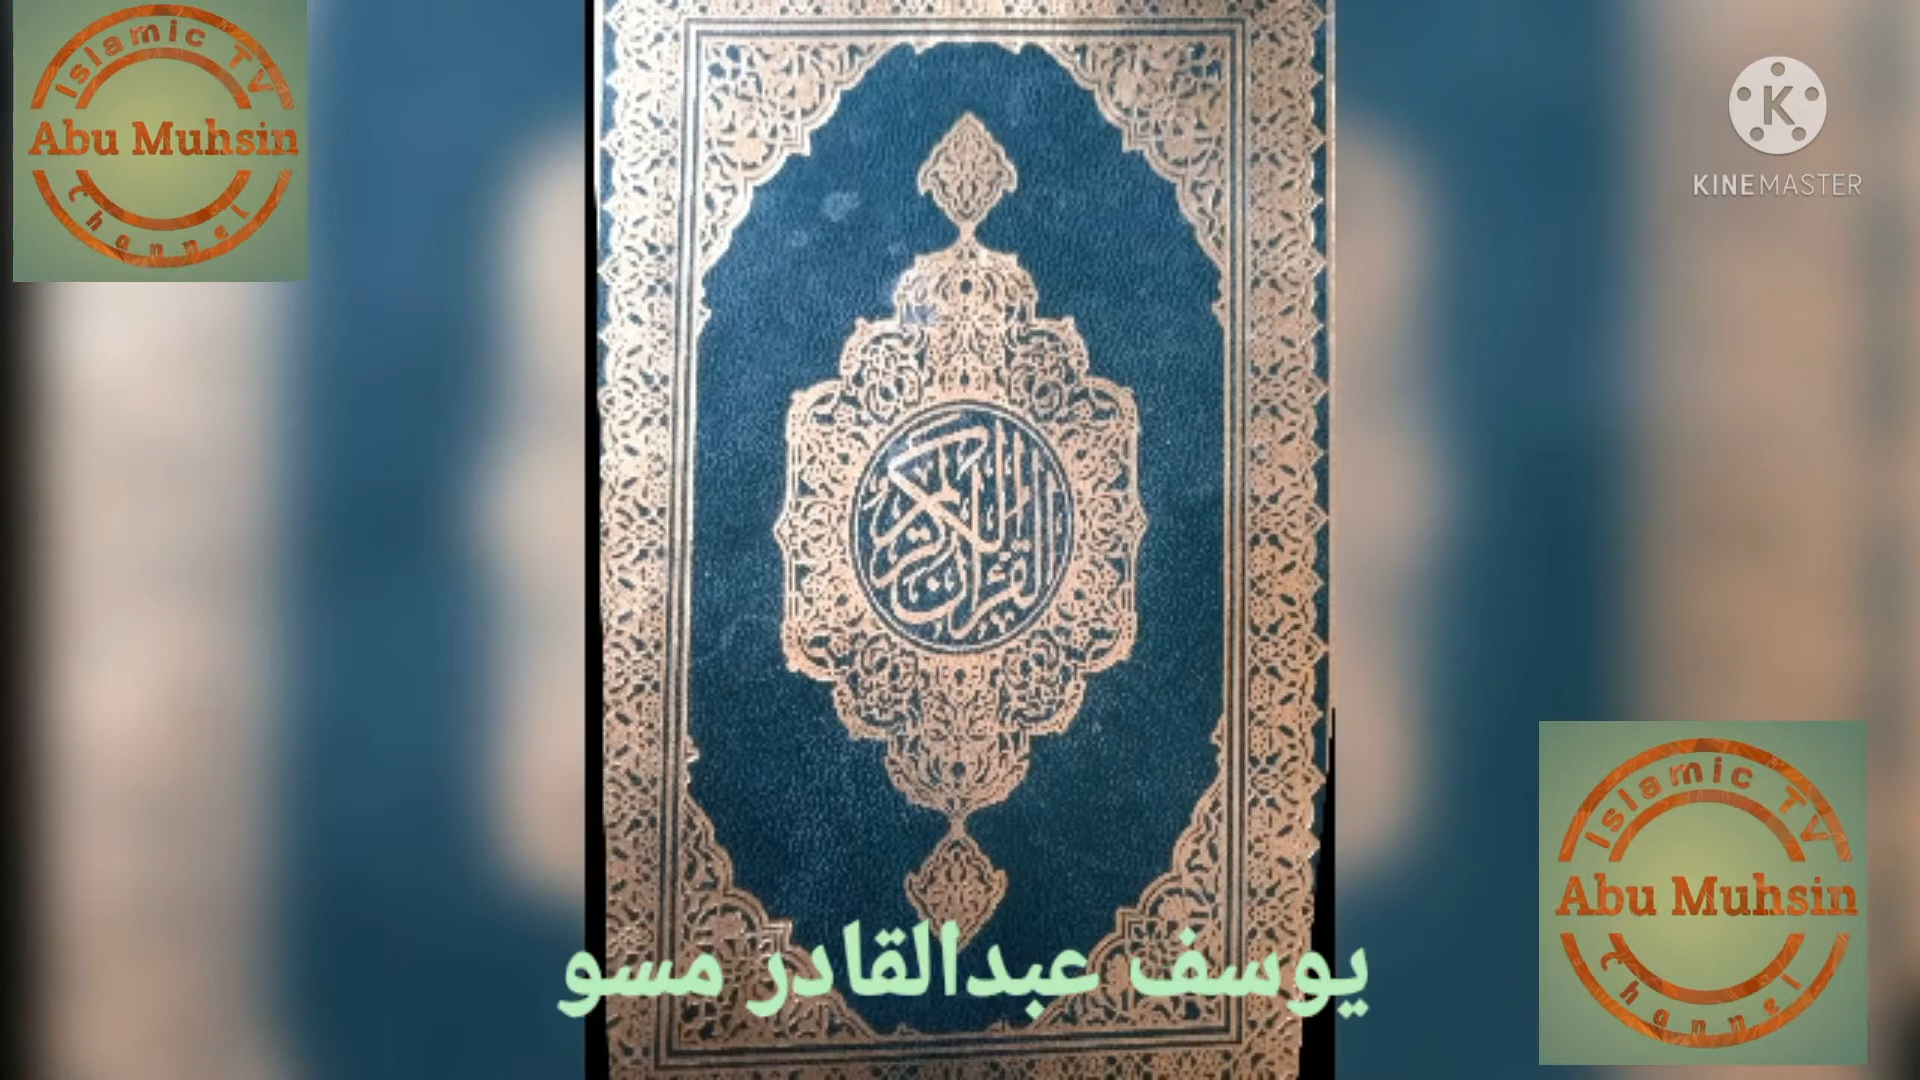 Islamic TV
Abu Muhsin
Channel
KINEMASTER
القرآن الكريم
يوسف عبدالقادر مسو
Islamic TV
Abu Muhsin
Channel